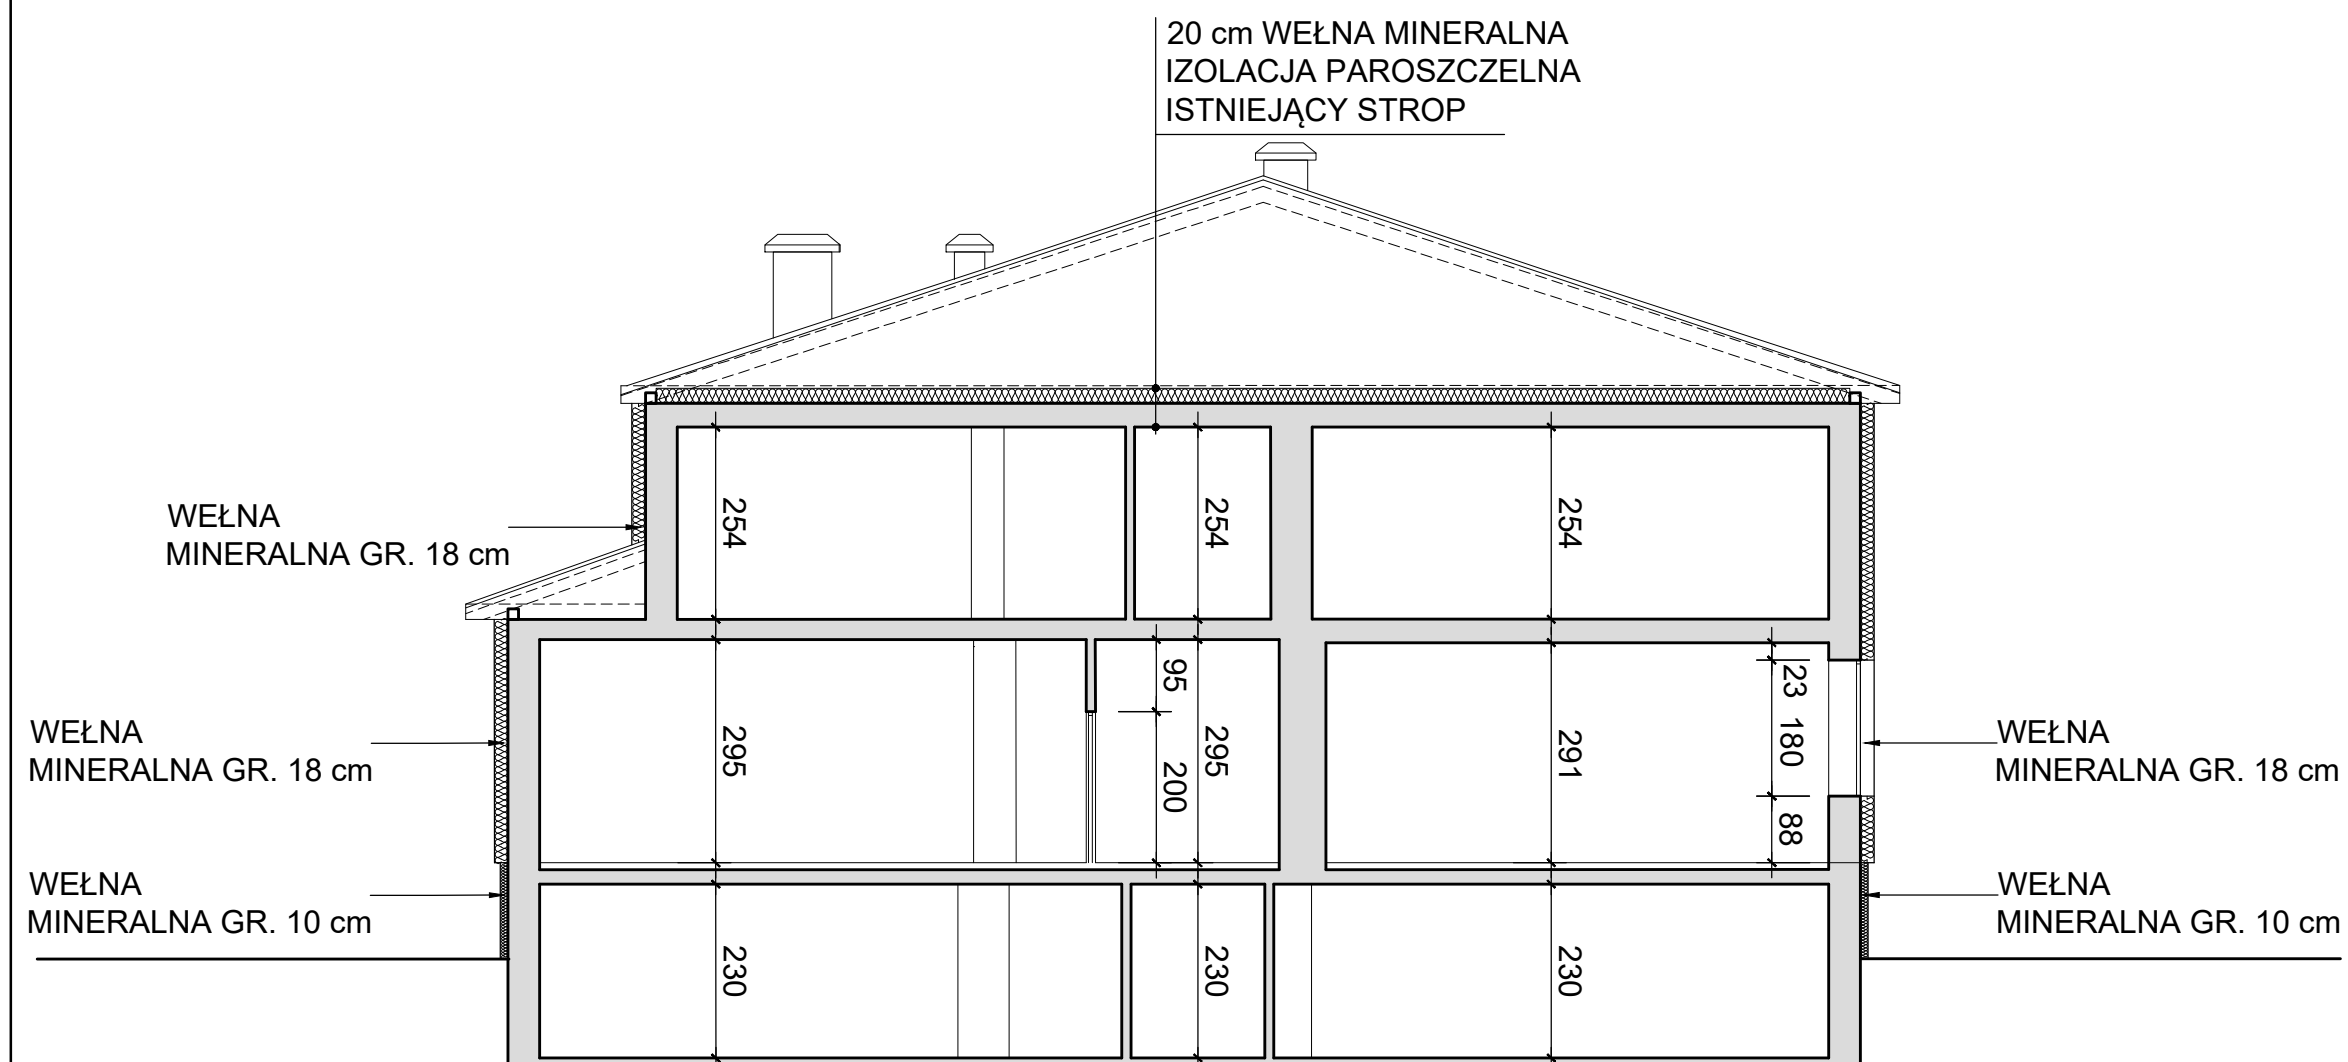 20 cm WEŁNA MINERALNA
IZOLACJA PAROSZCZELNA
ISTNIEJĄCY STROP
WEŁNA
MINERALNA GR. 18 cm
254
254
254
WEŁNA
MINERALNA GR. 18 cm
295
95
200
295
291
23
180
88
WEŁNA
MINERALNA GR. 18 cm
WEŁNA
MINERALNA GR. 10 cm
230
230
230
WEŁNA
MINERALNA GR. 10 cm